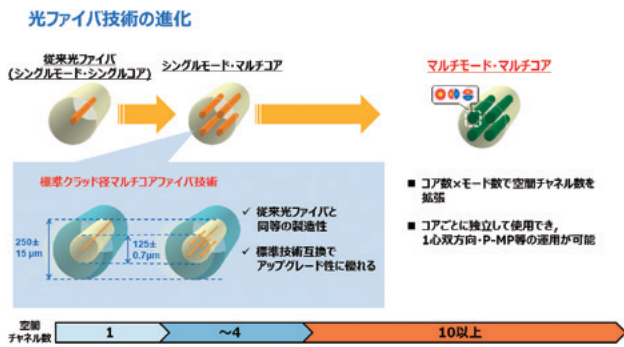 光ファイバ技術の進化
従来光ファイバ
(シングルモード・シングルコア)
シングルモード・マルチコア
マルチモード・マルチコア
標準クラッド径マルチコアファイバ技術
250±
15 μm
125±
0.7μm
✓ 従来光ファイバと
同等の製造性
✓ 標準技術互換で
アップグレード性に優れる
■ コア数×モード数で空間チャネル数を
拡張
■ コアごとに独立して使用でき,
1心双方向・P-MP等の運用が可能
空間
チャネル数
1
～4
10以上